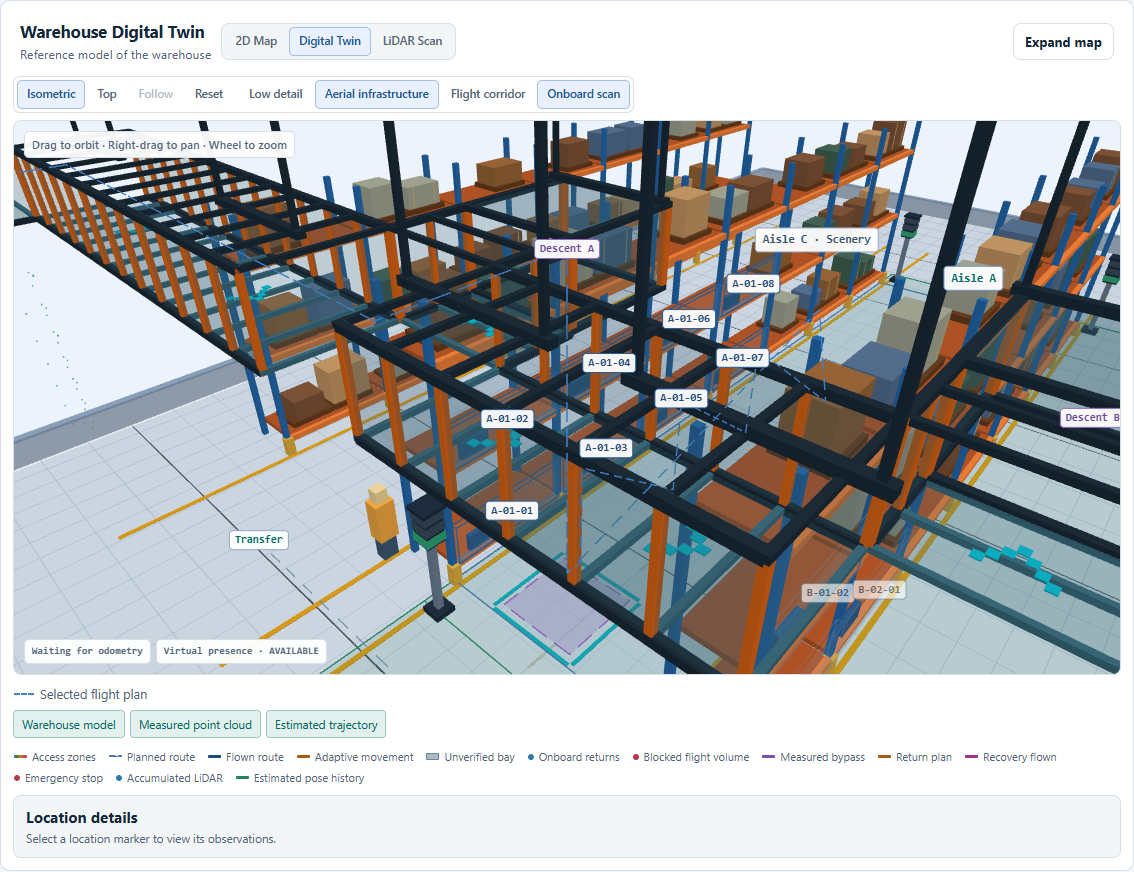 Warehouse Digital Twin
Reference model of the warehouse
2D Map
Digital Twin
LiDAR Scan
Expand map
Isometric
Top
Follow
Reset
Low detail
Aerial infrastructure
Flight corridor
Onboard scan
Drag to orbit · Right-drag to pan · Wheel to zoom
Descent A
Aisle C · Scenery
Aisle A
A-01-08
A-01-06
A-01-07
A-01-04
A-01-05
A-01-02
Descent B
A-01-03
A-01-01
Transfer
B-01-02
B-02-01
Waiting for odometry
Virtual presence · AVAILABLE
Selected flight plan
Warehouse model
Measured point cloud
Estimated trajectory
Access zones
Planned route
Flown route
Adaptive movement
Unverified bay
Onboard returns
Blocked flight volume
Measured bypass
Return plan
Recovery flown
Emergency stop
Accumulated LiDAR
Estimated pose history
Location details
Select a location marker to view its observations.